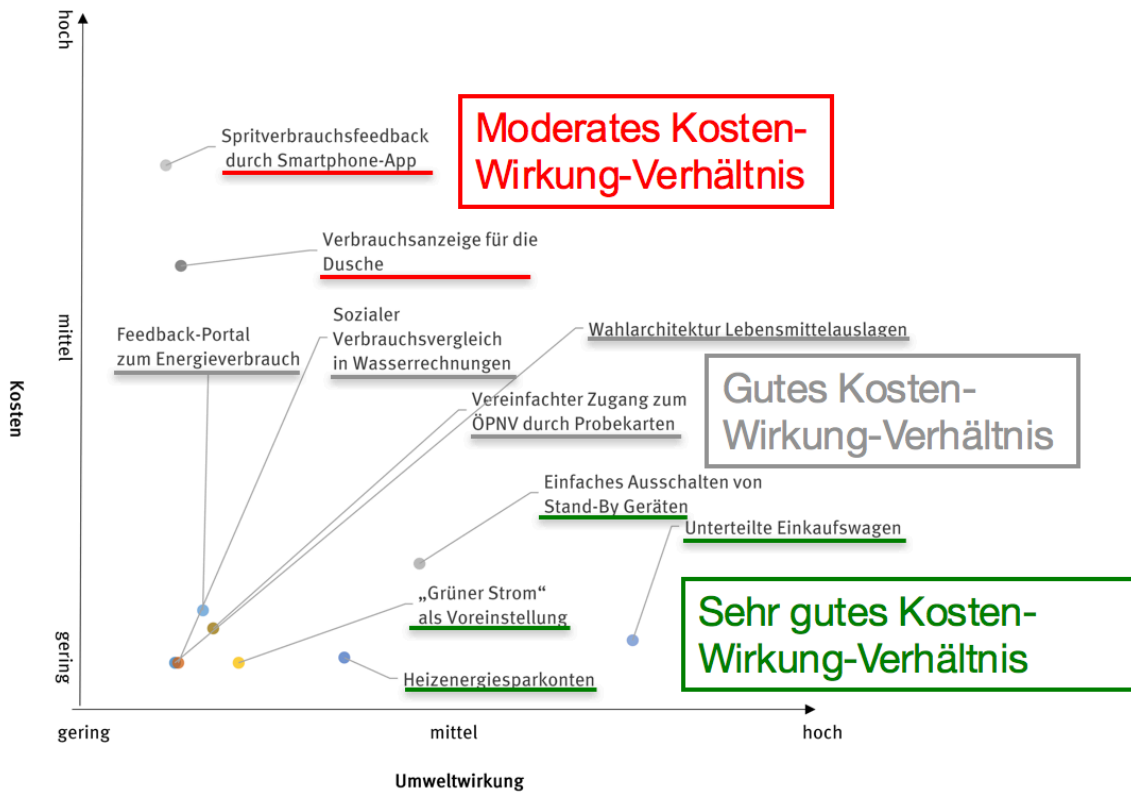 hoch
Spritverbrauchsfeedback
durch Smartphone-App
Moderates Kosten-
Wirkung-Verhältnis
Verbrauchsanzeige für die
Dusche
mittel
Feedback-Portal
zum Energieverbrauch
Sozialer
Verbrauchsvergleich
in Wasserrechnungen
Wahlarchitektur Lebensmittelauslagen
Kosten
Vereinfachter Zugang zum
ÖPNV durch Probekarten
Gutes Kosten-
Wirkung-Verhältnis
Einfaches Ausschalten von
Stand-By Geräten
Unterteilte Einkaufswagen
„Grüner Strom“
als Voreinstellung
Sehr gutes Kosten-
Wirkung-Verhältnis
gering
Heizenergiesparkonten
gering
mittel
hoch
Umweltwirkung